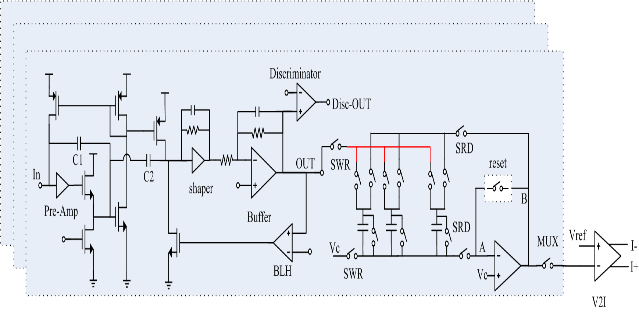 Discriminator
Disc-OUT
C1
In
C2
shaper
Pre-Amp
Buffer
OUT
SWR
SRD
reset
B
BLH
Vc
SWR
SRD
A
Vc
MUX
Vref
I-
I+
V2I